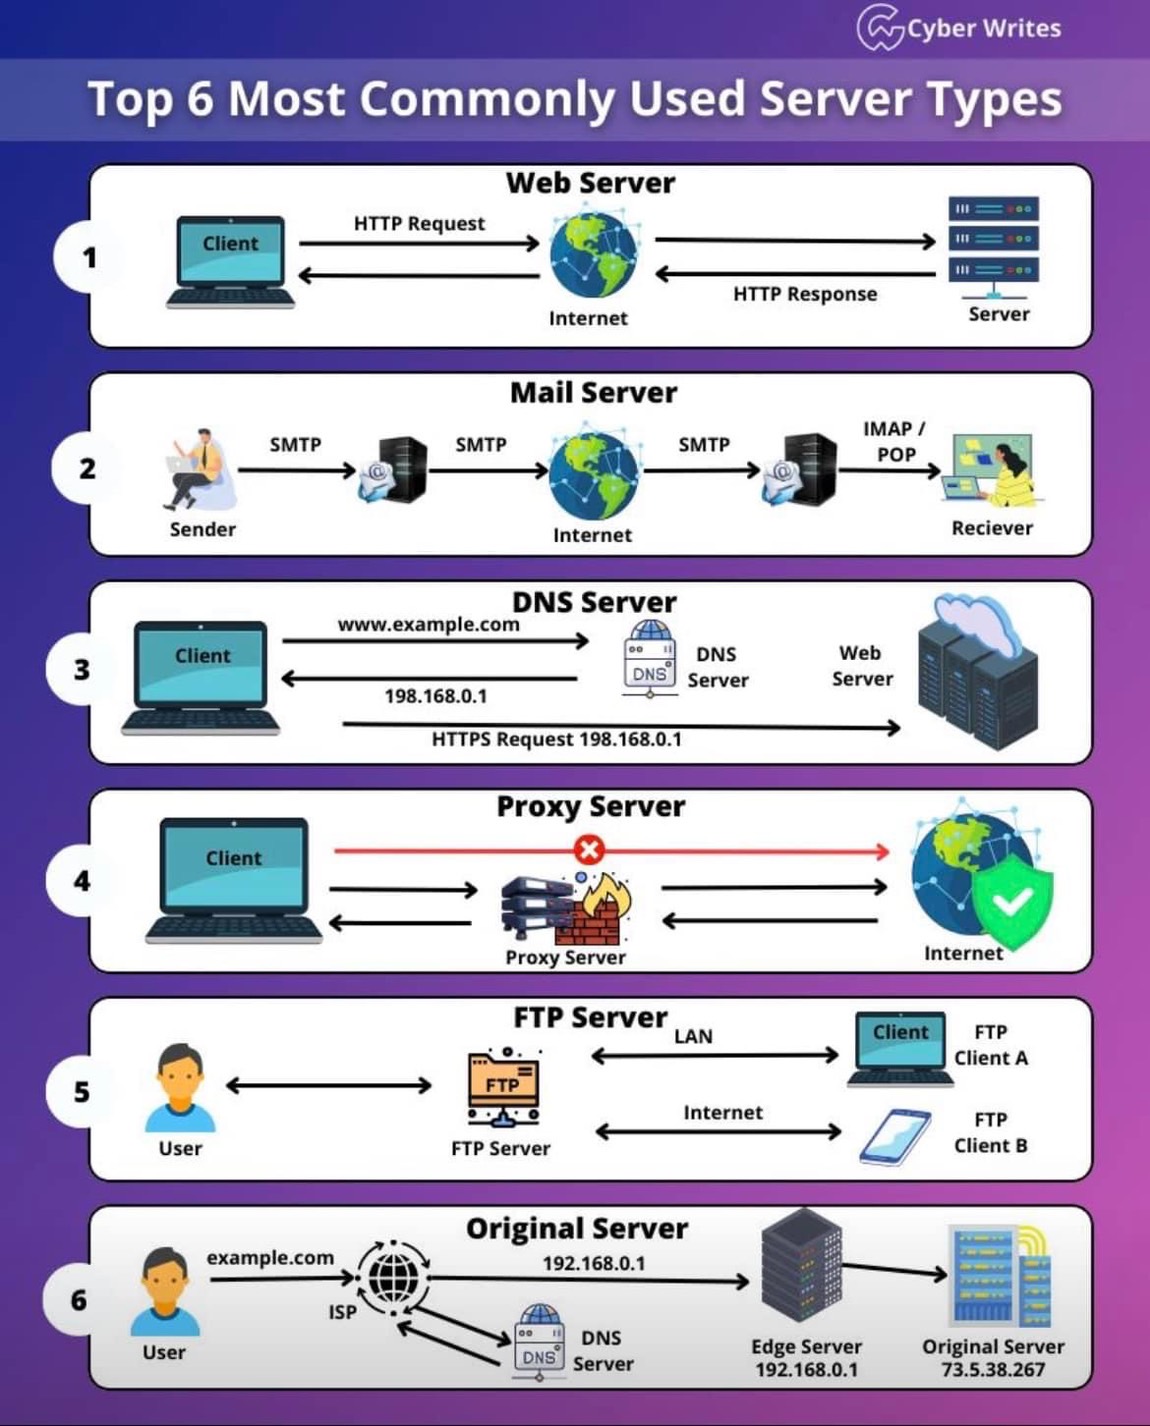 Cyber Writes
Top 6 Most Commonly Used Server Types
1
Web Server
Client
HTTP Request
HTTP Response
Internet
Server
2
Mail Server
SMTP
SMTP
SMTP
IMAP /
POP
@
@
Sender
Internet
Reciever
3
DNS Server
www.example.com
Client
DNS
DNS
Server
Web
Server
198.168.0.1
HTTPS Request 198.168.0.1
4
Proxy Server
Client
Proxy Server
Internet
5
FTP Server
LAN
Client
FTP
Client A
FTP
Internet
FTP
Client B
User
FTP Server
6
Original Server
example.com
192.168.0.1
ISP
DNS
DNS
Server
User
Edge Server
192.168.0.1
Original Server
73.5.38.267